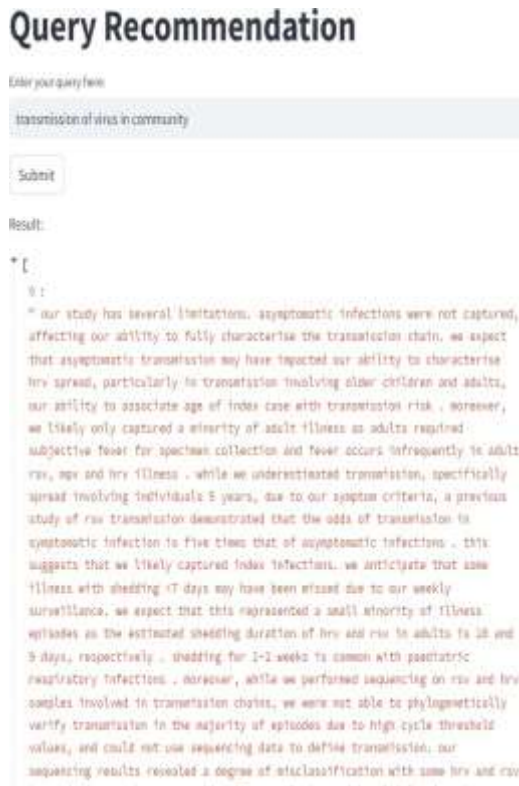 Query Recommendation
Enter your query here:
transmission of virus in community
Submit
Result:
[
0 :
" our study has several limitations. asymptomatic infections were not captured,
affecting our ability to fully characterise the transmission chain. we expect
that asymptomatic transmission may have impacted our ability to characterise
hrv spread, particularly in transmission involving older children and adults,
our ability to associate age of index case with transmission risk . moreover,
we likely only captured a minority of adult illness as adults required
subjective fever for specimen collection and fever occurs infrequently in adult
rsv, mpv and hrv illness . while we underestimated transmission, specifically
spread involving individuals 5 years, due to our symptom criteria, a previous
study of rsv transmission demonstrated that the odds of transmission in
symptomatic infection is five times that of asymptomatic infections . this
suggests that we likely captured index infections. we anticipate that some
illness with shedding <7 days may have been missed due to our weekly
surveillance. we expect that this represented a small minority of illness
episodes as the estimated shedding duration of hrv and rsv in adults is 10 and
9 days, respectively . shedding for 1-2 weeks is common with paediatric
respiratory infections . moreover, while we performed sequencing on rsv and hrv
samples involved in transmission chains, we were not able to phylogenetically
verify transmission in the majority of episodes due to high cycle threshold
values, and could not use sequencing data to define transmission. our
sequencing results revealed a degree of misclassification with some hrv and rsv